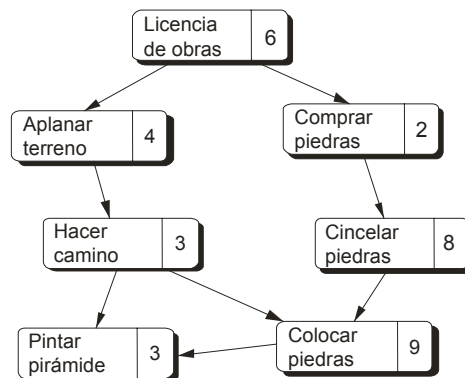 Licencia
de obras
6
Aplanar
terreno
4
Comprar
piedras
2
Hacer
camino
3
Cincelar
piedras
8
Pintar
pirámide
3
Colocar
piedras
9